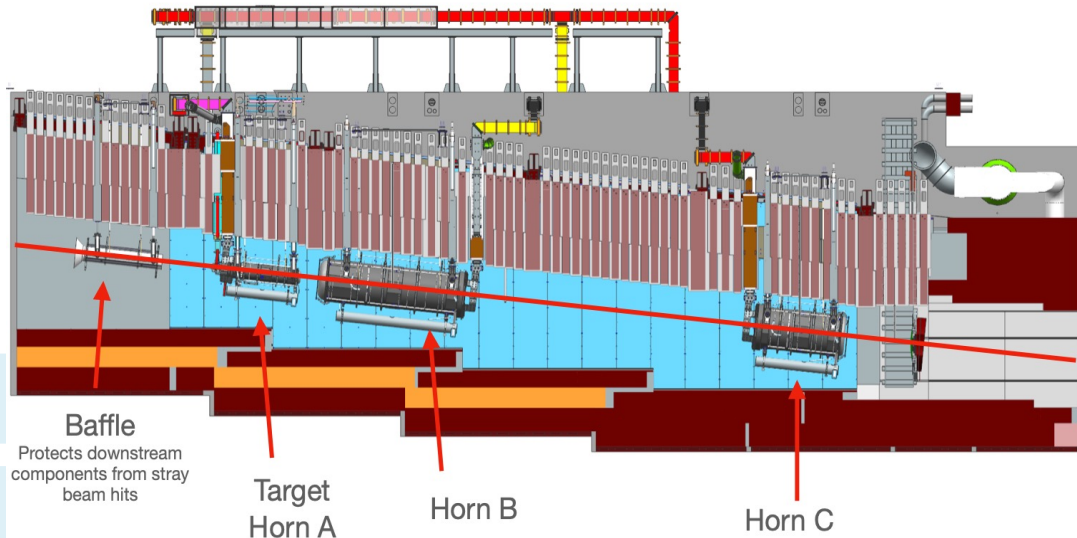 Baffle
Protects downstream
components from stray
beam hits
Target
Horn A
Horn B
Horn C